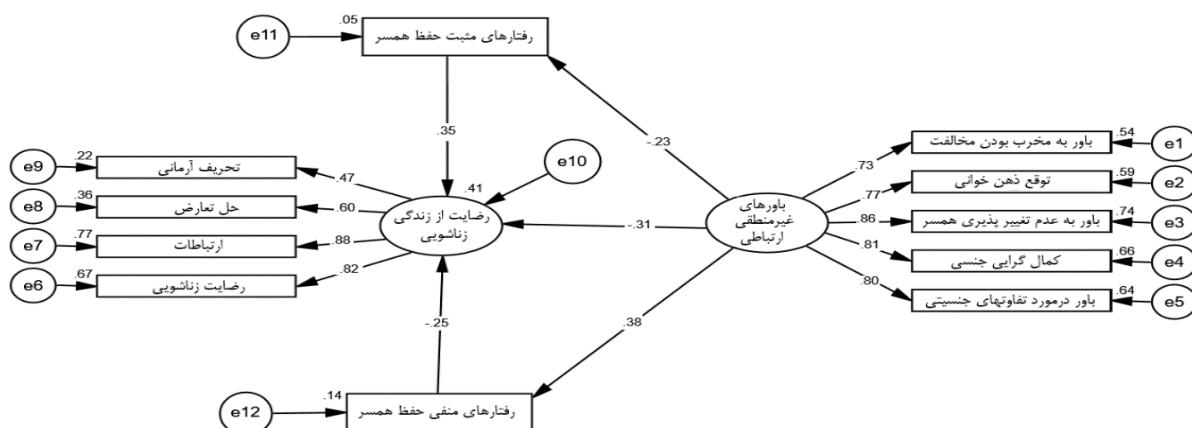 .05
e11
رفتارهای مثبت حفظ همسر
.35
-.23
e9
.22
تحریف آرمانی
.47
e10
.54
باور به مخرب بودن مخالفت
e1
.73
e8
.36
حل تعارض
.60
.41
رضایت از زندگی
زناشویی
باورهای
غیرمنطقی
ارتباطی
.59
توقع ذهن خوانی
e2
.77
e7
.77
ارتباطات
.88
-.31
.74
باور به عدم تغییر پذیری همسر
e3
.86
e6
.67
رضایت زناشویی
.82
.66
کمال گرایی جنسی
e4
.81
.64
باور درمورد تفاوتهای جنسیتی
e5
.80
-.25
.38
e12
.14
رفتارهای منفی حفظ همسر